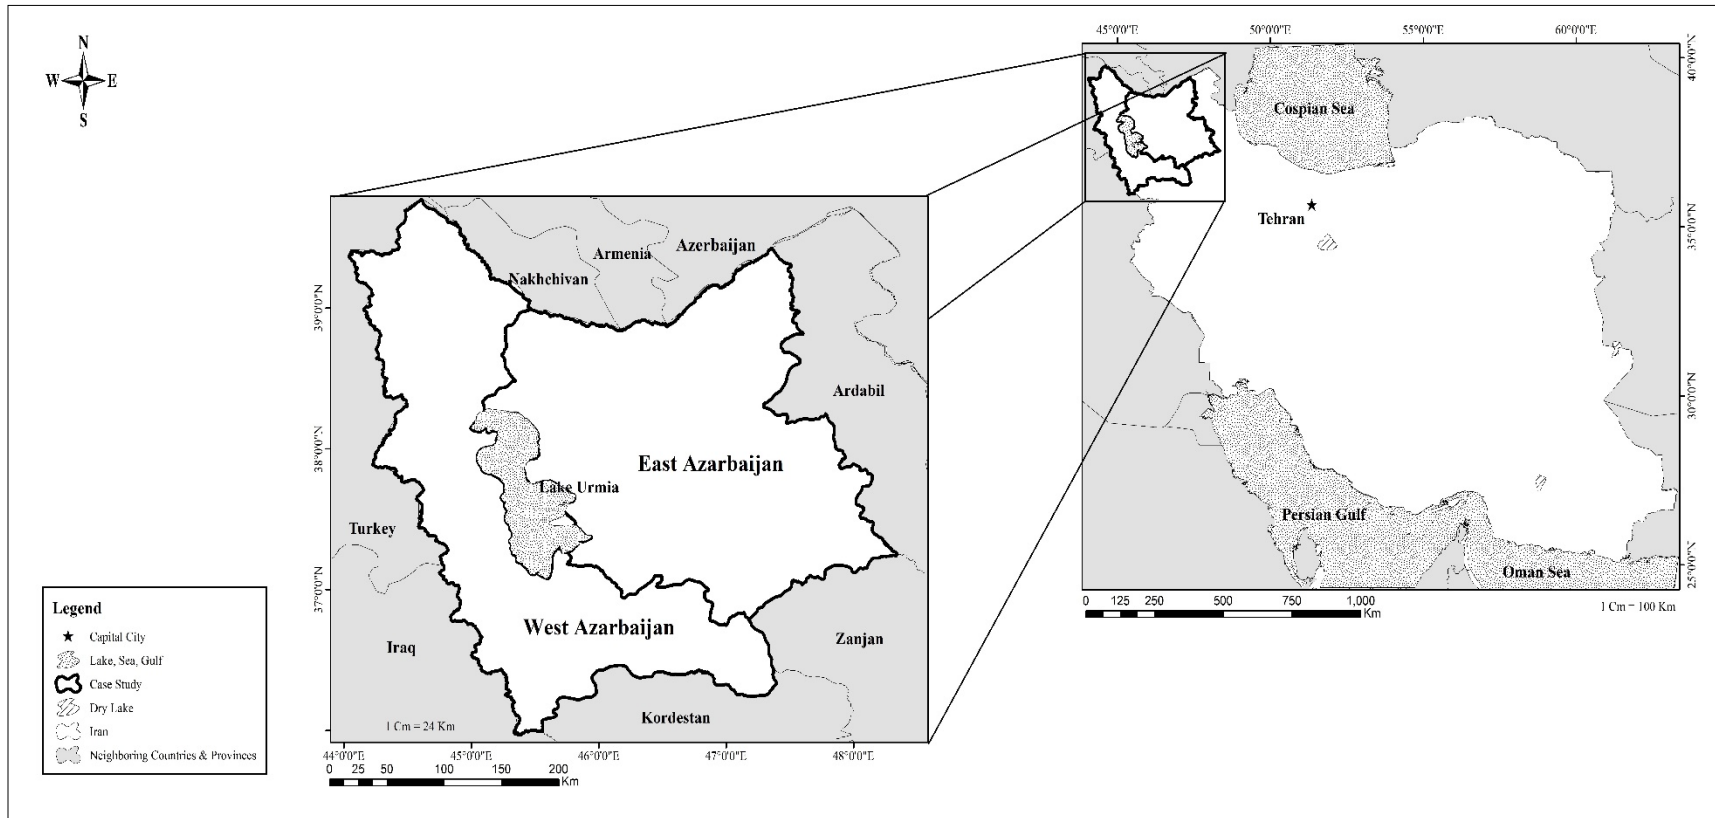 N
W E
S
45°0'0"E 50°0'0"E 55°0'0"E 60°0'0"E
40°0'0"N
35°0'0"N
30°0'0"N
25°0'0"N
Cospian Sea
Tehran
Persian Gulf
Oman Sea
0 125 250 500 750 1,000
Km
1 Cm = 100 Km
Armenia
Azerbaijan
Nakhchivan
Ardabil
East Azarbaijan
Lake Urmia
Turkey
West Azarbaijan
Iraq
Zanjan
Kordestan
1 Cm = 24 Km
39°0'0"N
38°0'0"N
37°0'0"N
44°0'0"E 45°0'0"E 46°0'0"E 47°0'0"E 48°0'0"E
0 25 50 100 150 200
Km
Legend
Capital City
Lake, Sea, Gulf
Case Study
Dry Lake
Iran
Neighboring Countries & Provinces